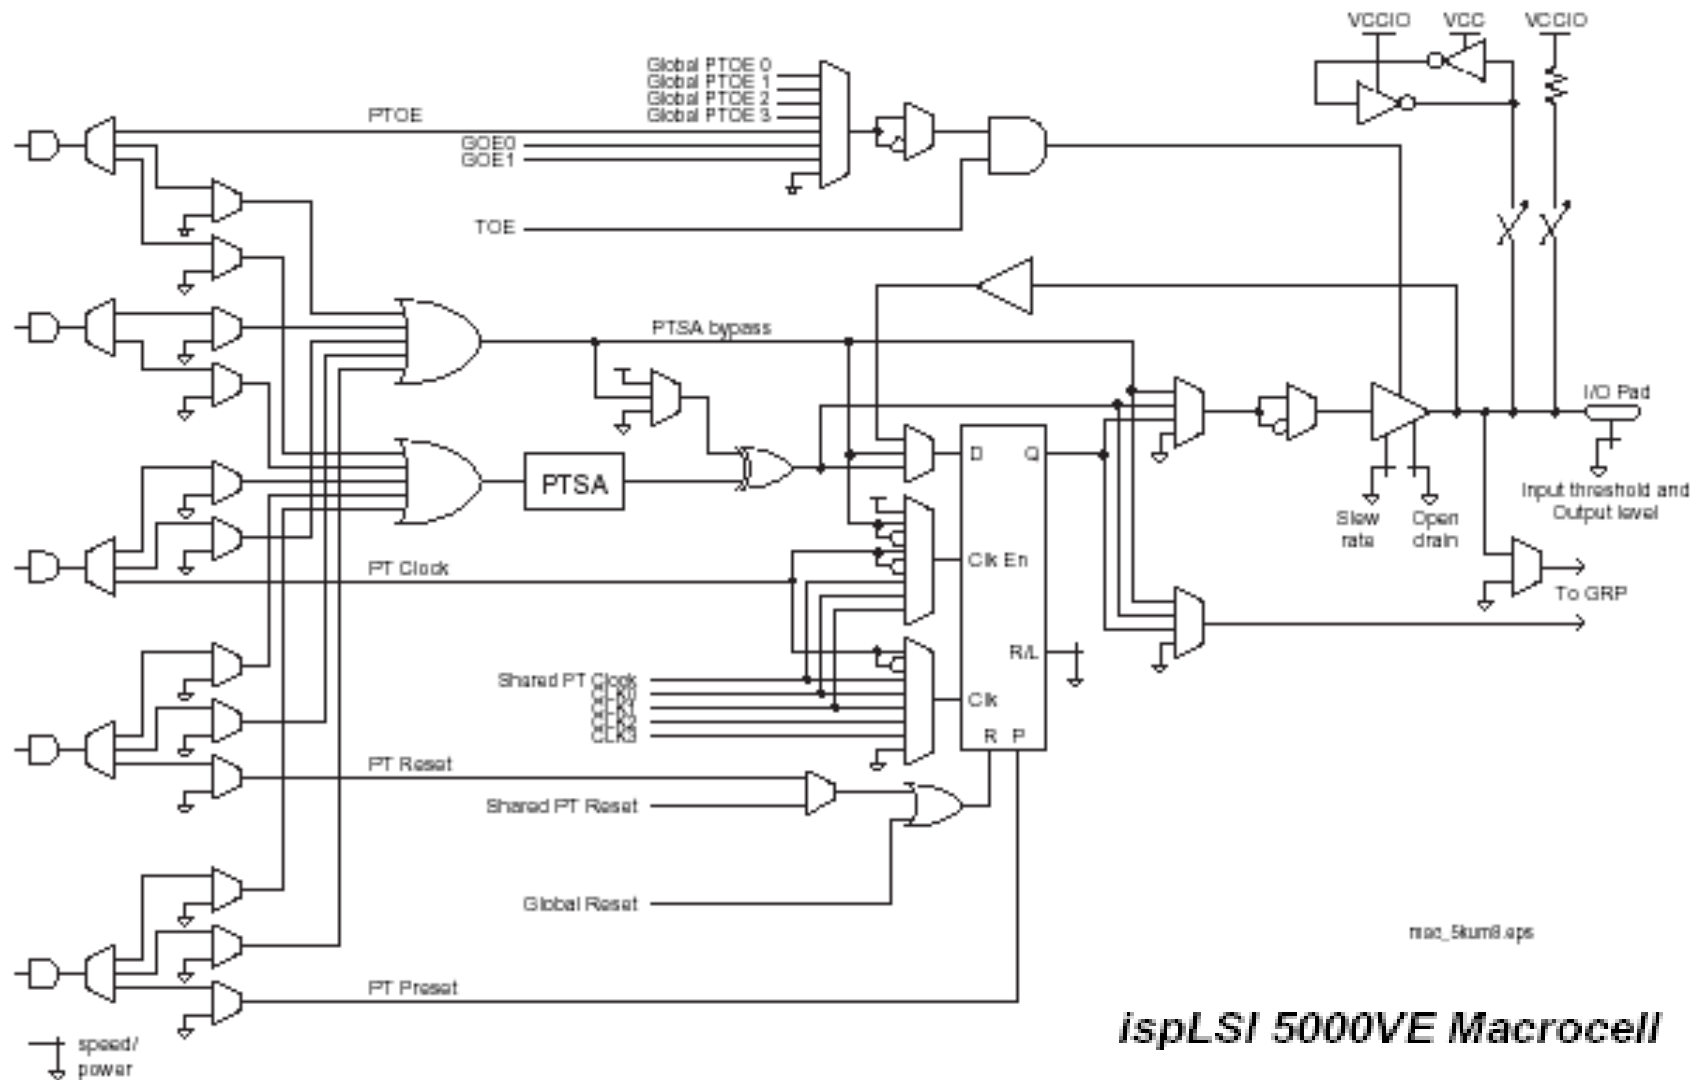 VCCIO VCC VCCIO
Global PTOE 0
Global PTOE 1
Global PTOE 2
Global PTOE 3
PTOE
GOE0
GOE1
TOE
PTSA bypass
I/O Pad
D Q
PTSA
Input threshold and
Output level
Slew
rate
Open
drain
Clk En
PT Clock
To GRP
R/L
Shared PT Clock
CLK0
CLK1
CLK2
CLK3
Clk
R P
PT Reset
Shared PT Reset
Global Reset
mac_5kum8.eps
PT Preset
ispLSI 5000VE Macrocell
speed/
power